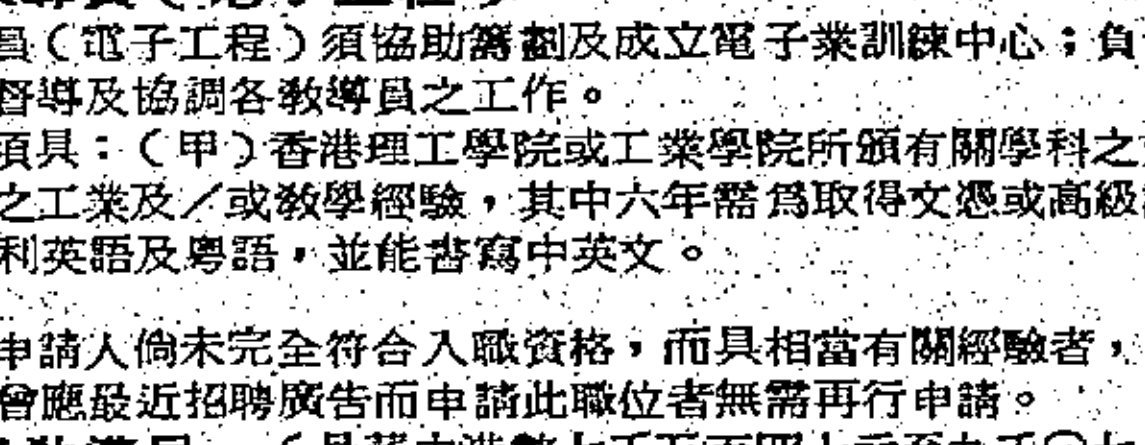 員（電子工程）須協助籌劃及成立電子業訓練中心；負
督導及協調各教導員之工作。
須具：（甲）香港理工學院或工業學院所頒有關學科之
之工業及／或教學經驗，其中六年需爲取得文憑或高級
利英語及粵語，並能書寫中英文。
申請人倘未完全符合入職資格，而具相當有關經驗者，
曾應最近招聘廣告而申請此職位者無需再行申請。